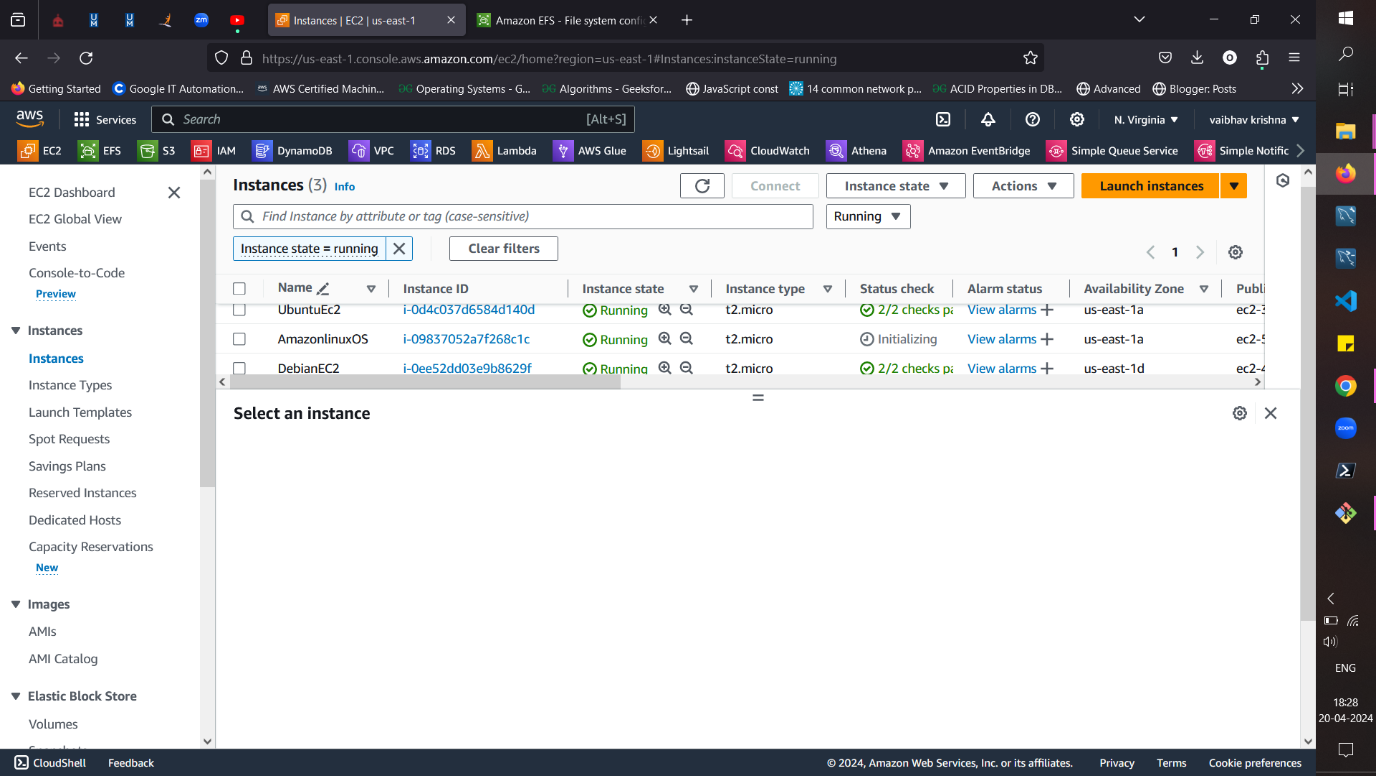 Instances | EC2 | us-east-1
Amazon EFS - File system confi
https://us-east-1.console.aws.amazon.com/ec2/home?region=us-east-1#Instances:instanceState=running
Getting Started
Google IT Automation...
AWS Certified Machin...
Operating Systems - G...
Algorithms - Geeksfor...
JavaScript const
14 common network p...
ACID Properties in DB...
Advanced
Blogger: Posts
aws
Services
Search
[Alt+S]
N. Virginia
vaibhav krishna
EC2
EFS
S3
IAM
DynamoDB
VPC
RDS
Lambda
AWS Glue
Lightsail
CloudWatch
Athena
Amazon EventBridge
Simple Queue Service
Simple Notific
EC2 Dashboard
EC2 Global View
Events
Console-to-Code
Preview
Instances
Instances
Instance Types
Launch Templates
Spot Requests
Savings Plans
Reserved Instances
Dedicated Hosts
Capacity Reservations
New
Images
AMIs
AMI Catalog
Elastic Block Store
Volumes
Instances (3) Info
Connect
Instance state
Actions
Launch instances
Find Instance by attribute or tag (case-sensitive)
Running
Instance state = running
Clear filters
1
Name Instance ID Instance state Instance type Status check Alarm status Availability Zone Publi
UbuntuEc2 i-0d4c037d6584d140d Running t2.micro 2/2 checks pa View alarms us-east-1a ec2-3
AmazonlinuxOS i-09837052a7f268c1c Running t2.micro Initializing View alarms us-east-1a ec2-5
DebianEC2 i-0ee52dd03e9b8629f Running t2.micro 2/2 checks pa View alarms us-east-1d ec2-4
Select an instance
CloudShell
Feedback
© 2024, Amazon Web Services, Inc. or its affiliates.
Privacy
Terms
Cookie preferences
zm
zoom
ENG
18:28
20-04-2024